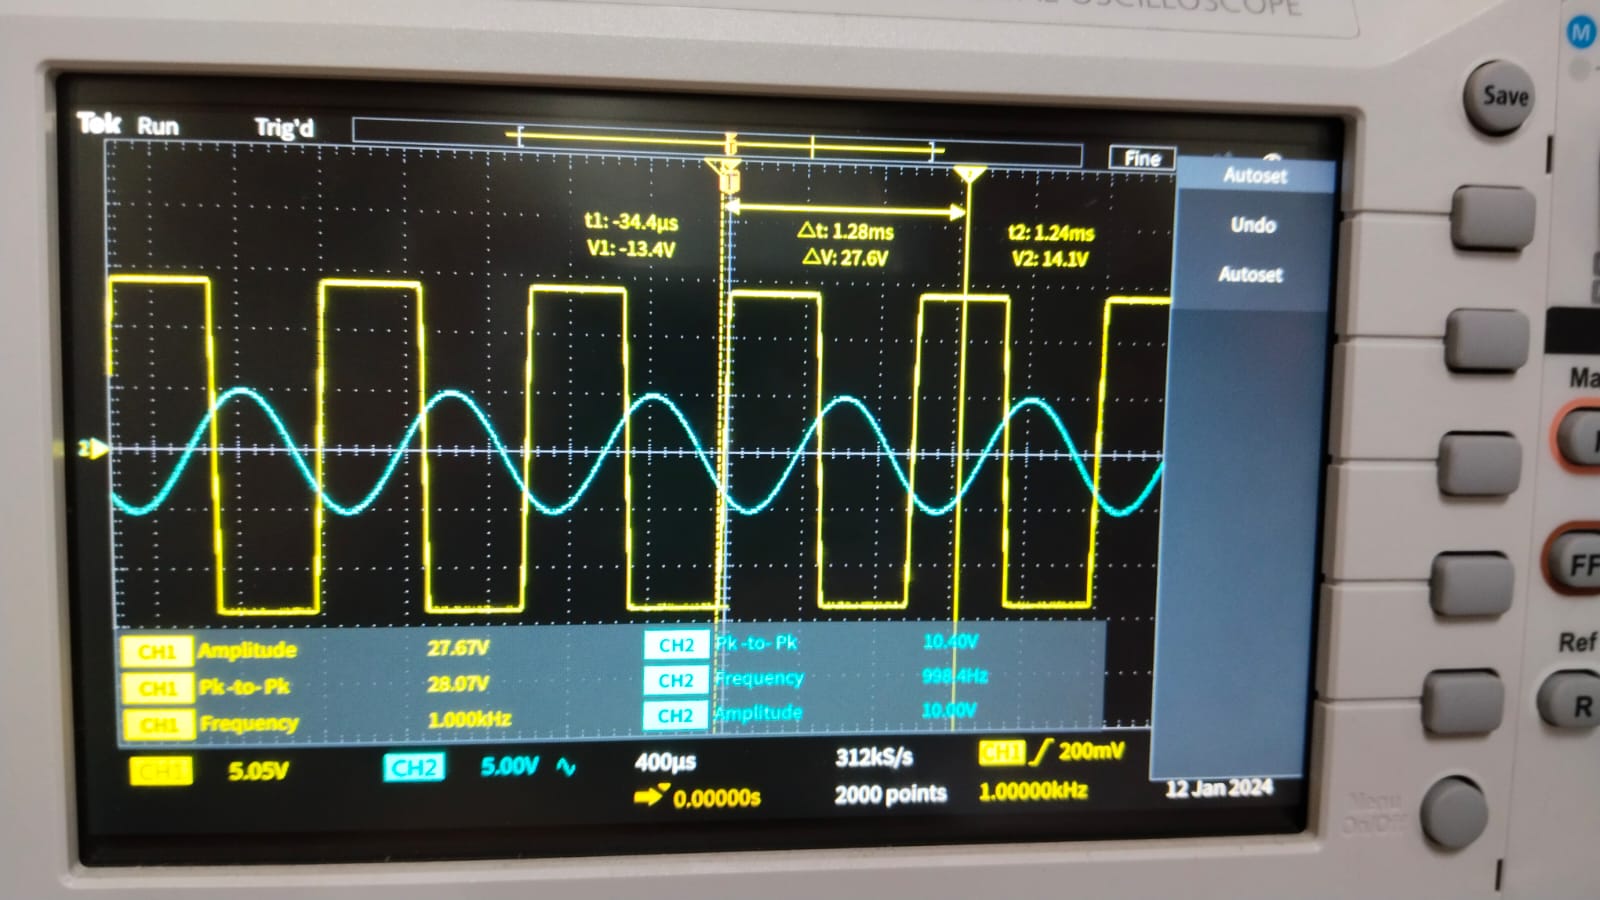 OSCILLOSCOPE
Tek Run Trig'd
Fine
M
Save
Autoset
Undo
Autoset
t1: -34.4µs
V1: -13.4V
△t: 1.28ms
△V: 27.6V
t2: 1.24ms
V2: 14.1V
2
CH1 Amplitude 27.67V
CH1 Pk-to-Pk 28.07V
CH1 Frequency 1.000kHz
CH2 Pk-to-Pk 10.40V
CH2 Frequency 998.4Hz
CH2 Amplitude 10.00V
CH1 5.05V
CH2 5.00V
400µs
0.00000s
312kS/s
2000 points
CH1 200mV
1.00000kHz
12 Jan 2024
Menu
On/Off
Ma
FF
Ref
R